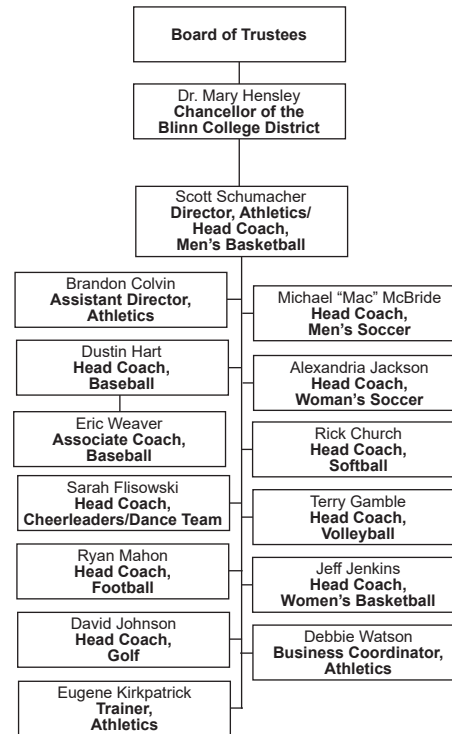 Board of Trustees
Dr. Mary Hensley
Chancellor of the
Blinn College District
Scott Schumacher
Director, Athletics/
Head Coach,
Men's Basketball
Brandon Colvin
Assistant Director,
Athletics
Dustin Hart
Head Coach,
Baseball
Eric Weaver
Associate Coach,
Baseball
Sarah Flisowski
Head Coach,
Cheerleaders/Dance Team
Ryan Mahon
Head Coach,
Football
David Johnson
Head Coach,
Golf
Eugene Kirkpatrick
Trainer,
Athletics
Michael “Mac” McBride
Head Coach,
Men's Soccer
Alexandria Jackson
Head Coach,
Woman's Soccer
Rick Church
Head Coach,
Softball
Terry Gamble
Head Coach,
Volleyball
Jeff Jenkins
Head Coach,
Women's Basketball
Debbie Watson
Business Coordinator,
Athletics